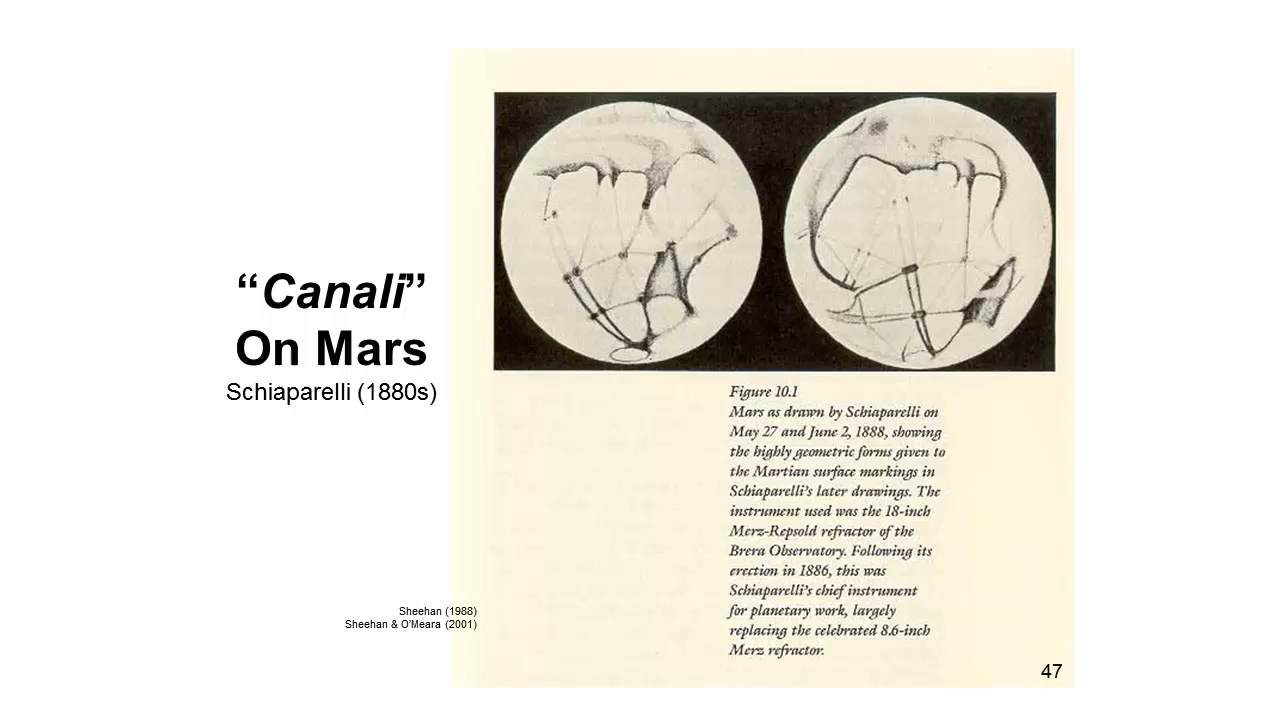 “Canali”
On Mars
Schiaparelli (1880s)
Figure 10.1
Mars as drawn by Schiaparelli on
May 27 and June 2, 1888, showing
the highly geometric forms given to
the Martian surface markings in
Schiaparelli's later drawings. The
instrument used was the 18-inch
Merz-Repsold refractor of the
Brera Observatory. Following its
erection in 1886, this was
Schiaparelli's chief instrument
for planetary work, largely
replacing the celebrated 8.6-inch
Merz refractor.
Sheehan (1988)
Sheehan & O'Meara (2001)
47